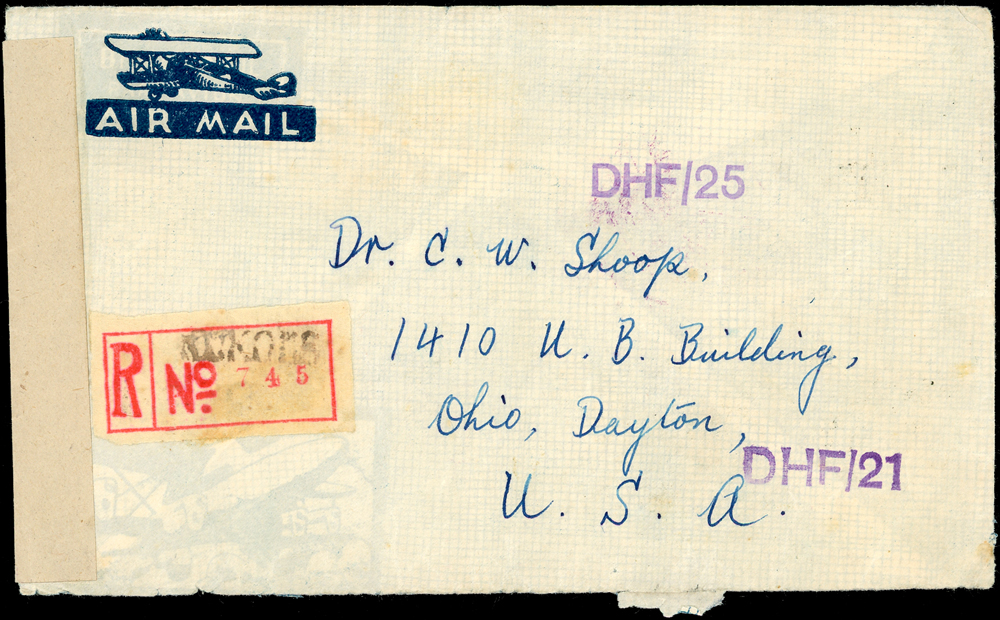 AIR MAIL
DHF/25
Dr. C. W. Shoop,
1410 U. B. Building,
Ohio, Dayton,
U. S. A.
DHF/21
R
Nº 745